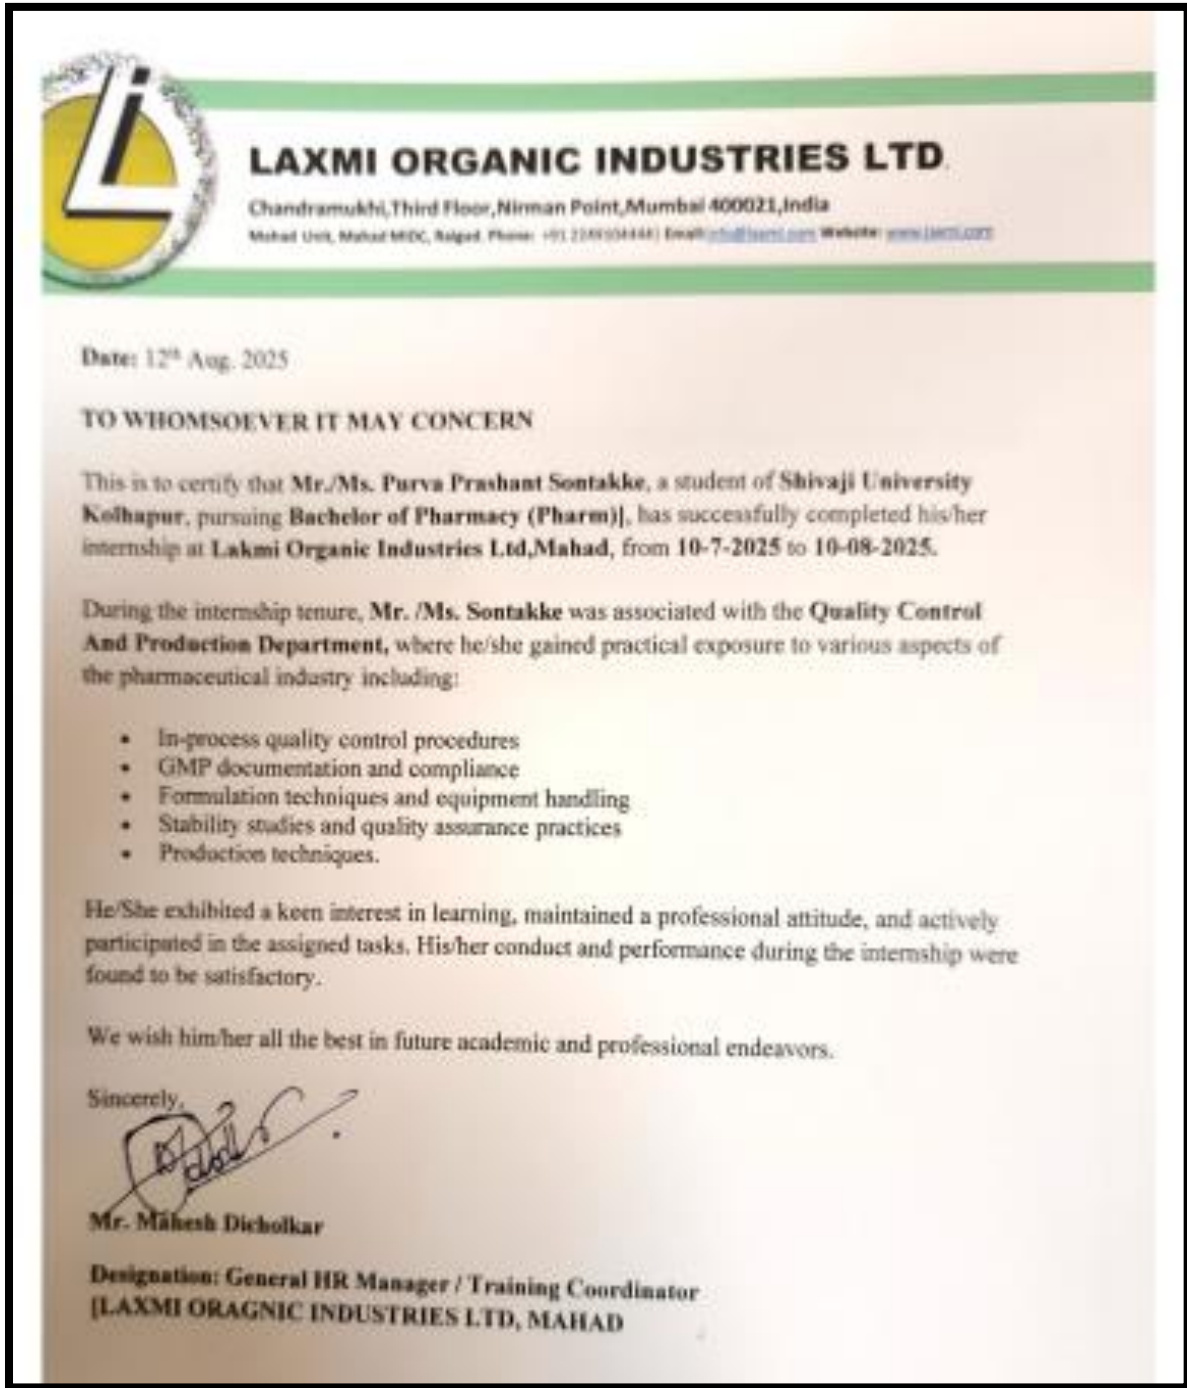 LAXMI ORGANIC INDUSTRIES LTD.
Chandramukhi,Third Floor,Nirman Point,Mumbai 400021,India
Mahad Unit, Mahad MIDC, Raigad. Phone: Email: Website:
Date: 12th Aug. 2025
TO WHOMSOEVER IT MAY CONCERN
This is to certify that Mr./Ms. Purva Prashant Sontakke, a student of Shivaji University
Kolhapur, pursuing Bachelor of Pharmacy (Pharm)], has successfully completed his/her
internship at Lakmi Organic Industries Ltd,Mahad, from 10-7-2025 to 10-08-2025.
During the internship tenure, Mr. /Ms. Sontakke was associated with the Quality Control
And Production Department, where he/she gained practical exposure to various aspects of
the pharmaceutical industry including:
• In-process quality control procedures
• GMP documentation and compliance
• Formulation techniques and equipment handling
• Stability studies and quality assurance practices
• Production techniques.
He/She exhibited a keen interest in learning, maintained a professional attitude, and actively
participated in the assigned tasks. His/her conduct and performance during the internship were
found to be satisfactory.
We wish him/her all the best in future academic and professional endeavors.
Sincerely,
Mr. Mahesh Dicholkar
Designation: General HR Manager / Training Coordinator
[LAXMI ORAGNIC INDUSTRIES LTD, MAHAD